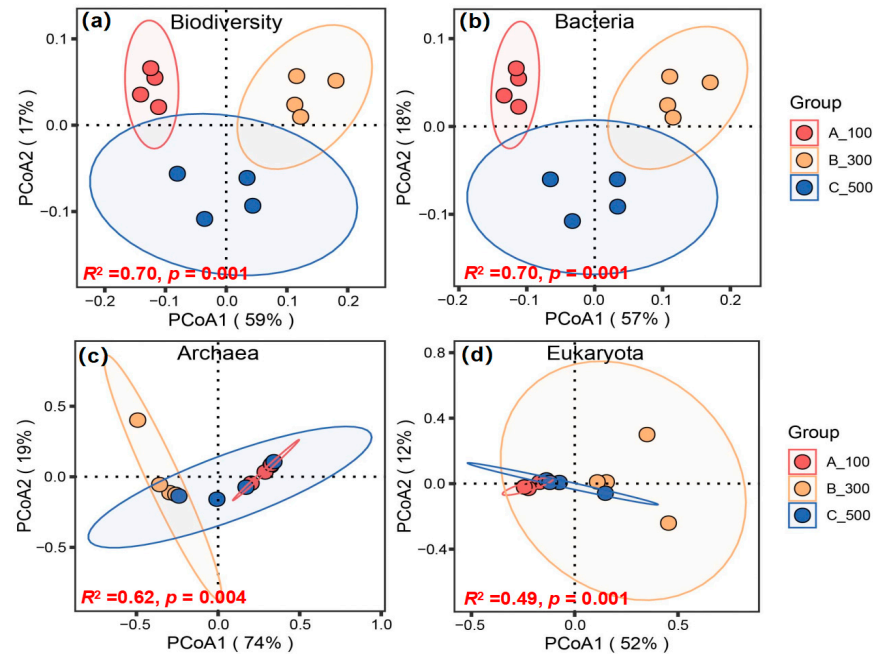 (a) Biodiversity
0.1
0.0
−0.1
PCoA2 ( 17%)
R² =0.70, p = 0.001
−0.2 −0.1 0.0 0.1 0.2
PCoA1 ( 59%)
(b) Bacteria
0.1
0.0
−0.1
PCoA2 ( 18%)
R² =0.70, p = 0.001
−0.2 −0.1 0.0 0.1 0.2
PCoA1 ( 57%)
Group
A_100
B_300
C_500
(c) Archaea
0.5
0.0
−0.5
PCoA2 ( 19%)
R² =0.62, p = 0.004
−0.5 0.0 0.5 1.0
PCoA1 ( 74%)
(d) Eukaryota
0.8
0.4
0.0
−0.4
PCoA2 ( 12%)
R² =0.49, p = 0.001
−0.5 0.0 0.5
PCoA1 ( 52%)
Group
A_100
B_300
C_500